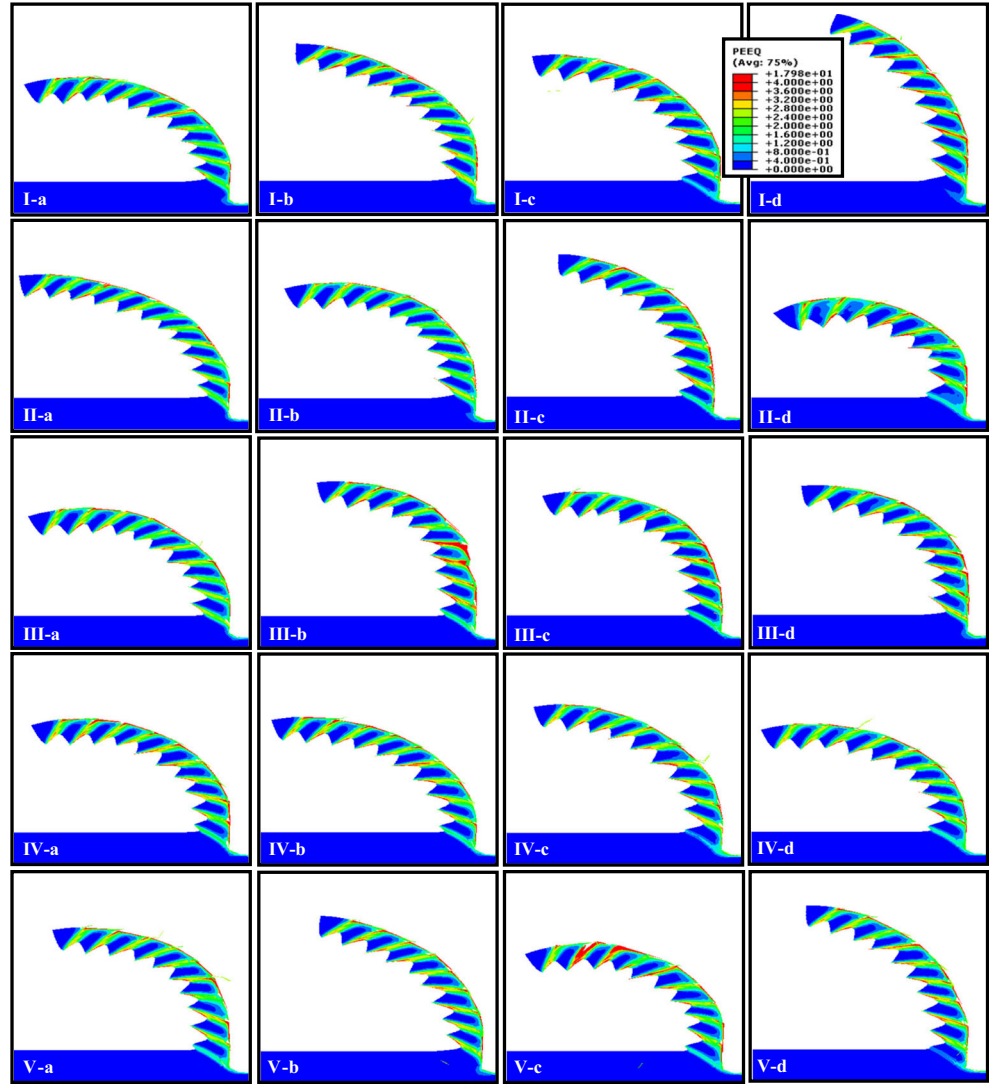 PEEQ
(Avg: 75%)
+1.798e+01
+4.000e+00
+3.600e+00
+3.200e+00
+2.800e+00
+2.400e+00
+2.000e+00
+1.600e+00
+1.200e+00
+8.000e-01
+4.000e-01
+0.000e+00
I-a
I-b
I-c
I-d
II-a
II-b
II-c
II-d
III-a
III-b
III-c
III-d
IV-a
IV-b
IV-c
IV-d
V-a
V-b
V-c
V-d